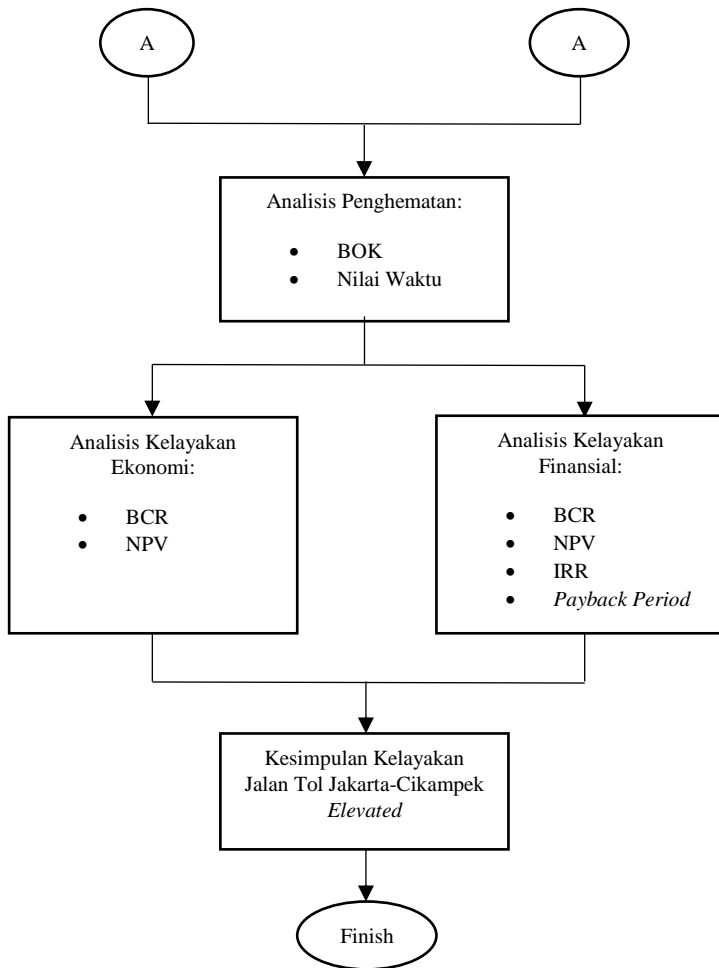 A
A
Analisis Penghematan:
• BOK
• Nilai Waktu
Analisis Kelayakan
Ekonomi:
• BCR
• NPV
Analisis Kelayakan
Finansial:
• BCR
• NPV
• IRR
• Payback Period
Kesimpulan Kelayakan
Jalan Tol Jakarta-Cikampek
Elevated
Finish